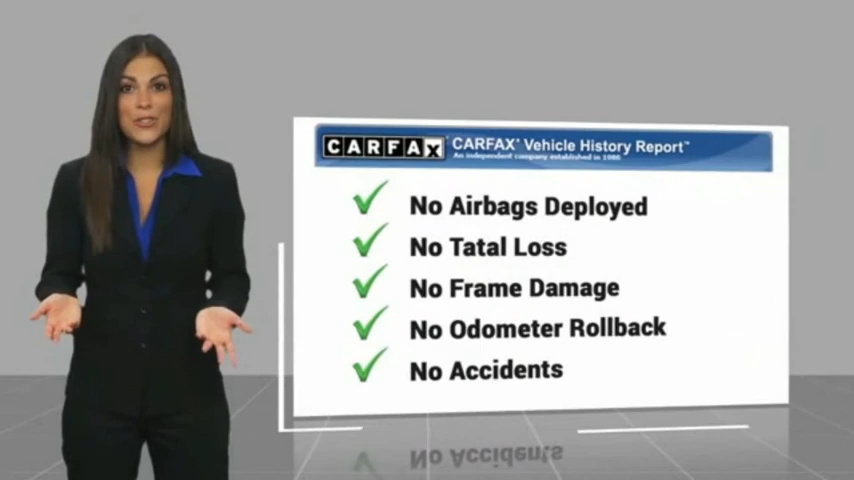 CARFAX CARFAX® Vehicle History Report™
An independent company established in 1986
No Airbags Deployed
No Tatal Loss
No Frame Damage
No Odometer Rollback
No Accidents
No Accidents